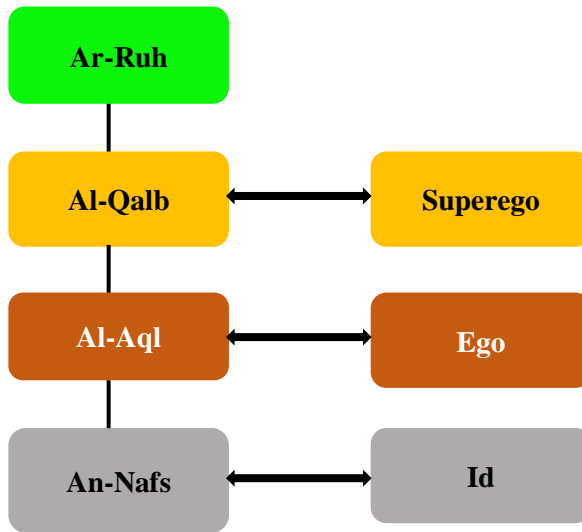 Ar-Ruh
Al-Qalb
Superego
Al-Aql
Ego
An-Nafs
Id